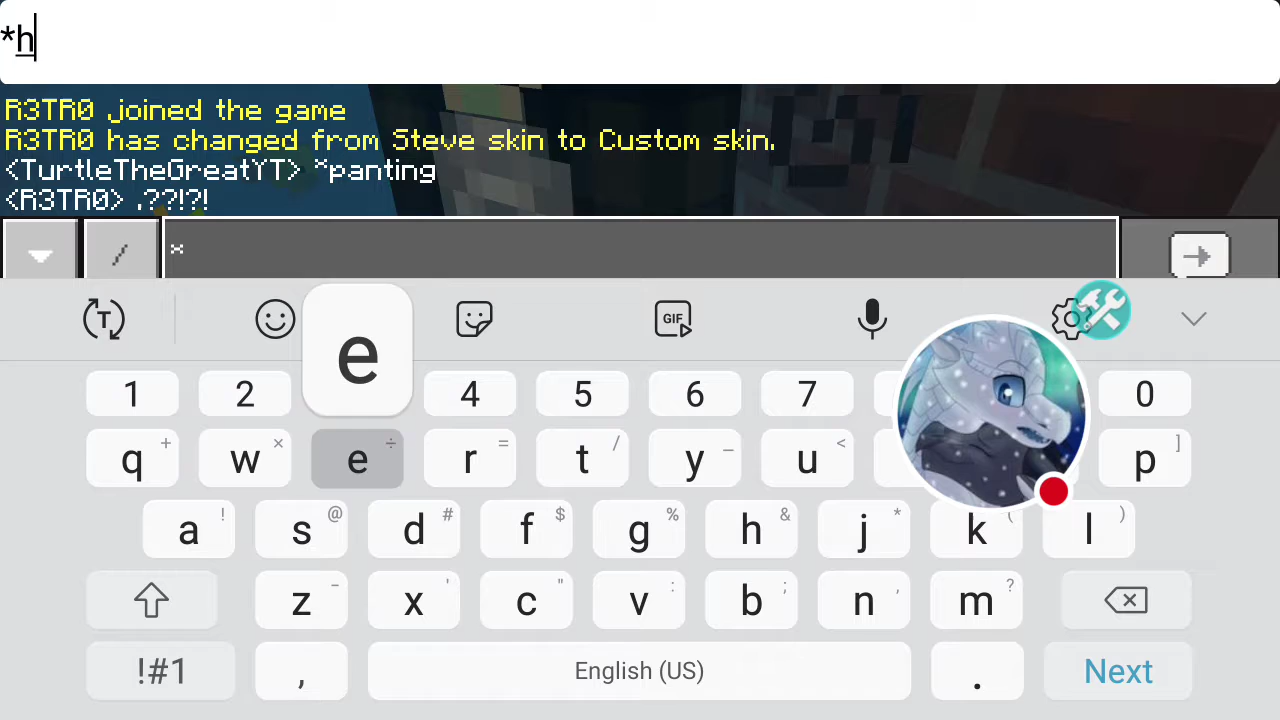 *h
R3TR0 joined the game
R3TR0 has changed from Steve skin to Custom skin.
<TurtleTheGreatYT> *panting
<R3TR0> .??!?!
/ *
T GIF
e
1 2 4 5 6 7 0
q + w × e ÷ r = t / y _ u < p ]
a ! s @ d # f $ g % h & j * k ( l )
z - x ' c " v : b ; n , m ?
!#1 , English (US) . Next